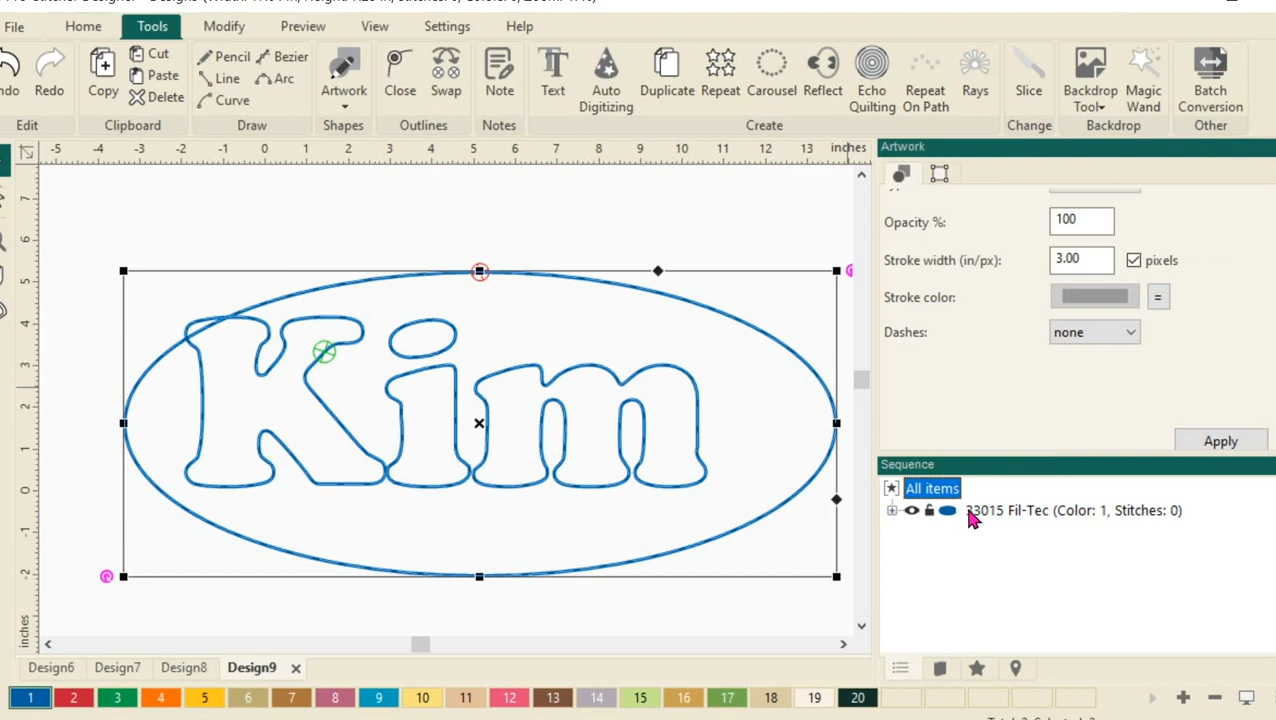 File Home Tools Modify Preview View Settings Help
Redo Copy Cut Paste Delete Pencil Line Curve Bezier Arc Artwork Close Swap Note Text Auto Digitizing Duplicate Repeat Carousel Reflect Echo Quilting Repeat On Path Rays Slice Backdrop Tool Magic Wand Batch Conversion
Edit Clipboard Draw Shapes Outlines Notes Create Change Backdrop Other
-5 -4 -3 -2 -1 0 1 2 3 4 5 6 7 8 9 10 11 12 13 inches
Artwork
7
6
5
4
3
2
1
0
-1
-2
inches
Kim
Opacity %: 100
Stroke width (in/px): 3.00 pixels
Stroke color: =
Dashes: none
Apply
Sequence
All items
33015 Fil-Tec (Color: 1, Stitches: 0)
Design6 Design7 Design8 Design9
1 2 3 4 5 6 7 8 9 10 11 12 13 14 15 16 17 18 19 20